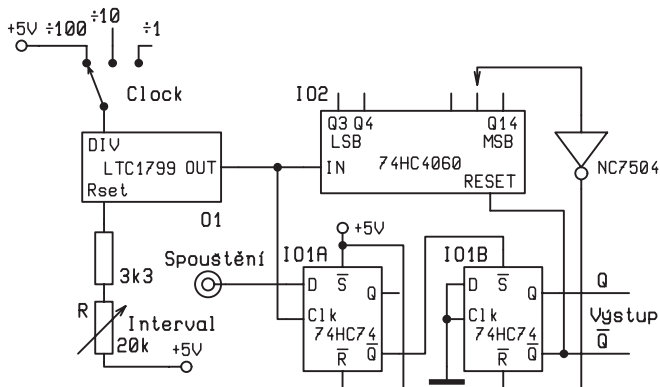 +5V ÷100 ÷10 ÷1
Clock
DIV
LTC1799 OUT
Rset
O1
3k3
R
Interval
20k
+5V
IO2
Q3 Q4 Q14
LSB MSB
IN 74HC4060
RESET
NC7504
+5V
Spouštění
IO1A
D S̅
Q
Clk
74HC74
R̅ Q̅
IO1B
D S̅
Q
Clk
74HC74
R̅ Q̅
Q
Výstup
Q̅